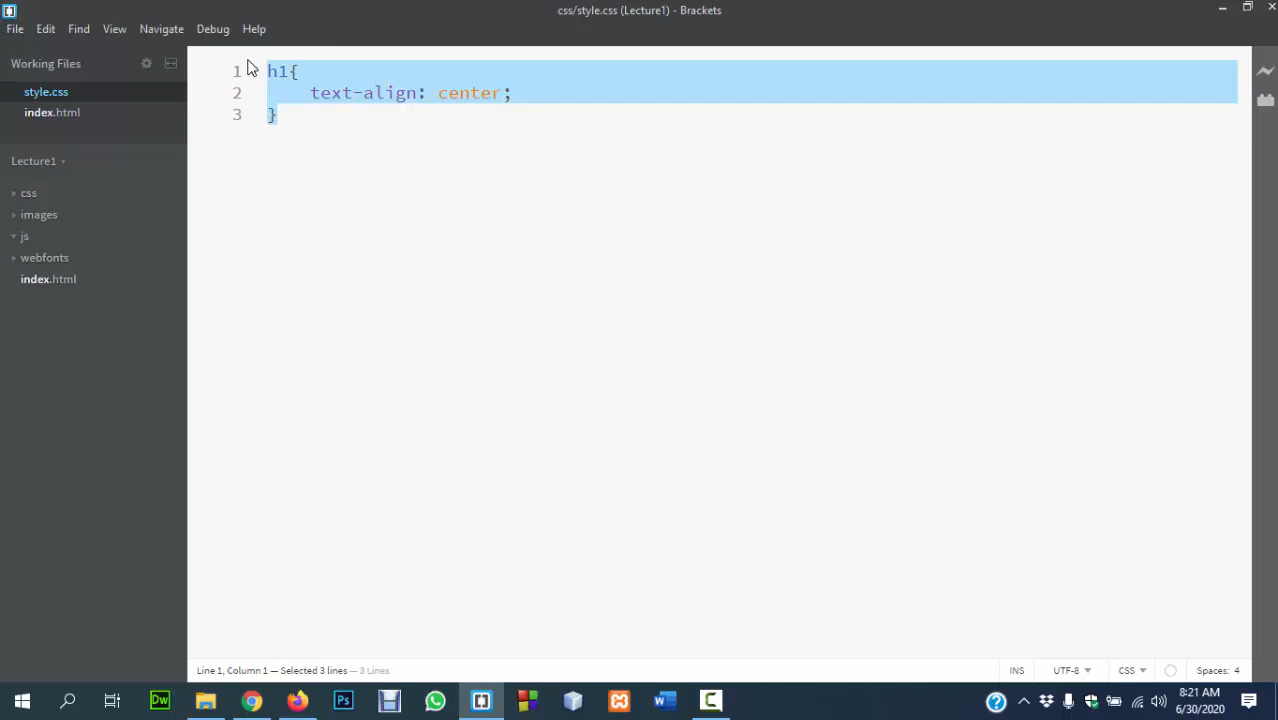 css/style.css (Lecture1) - Brackets
File Edit Find View Navigate Debug Help
Working Files
style.css
index.html
Lecture1
css
images
js
webfonts
index.html
1 h1{
2 text-align: center;
3 }
Line 1, Column 1 — Selected 3 lines — 3 Lines
INS UTF-8 CSS Spaces: 4
Dw Ps W C
8:21 AM
6/30/2020